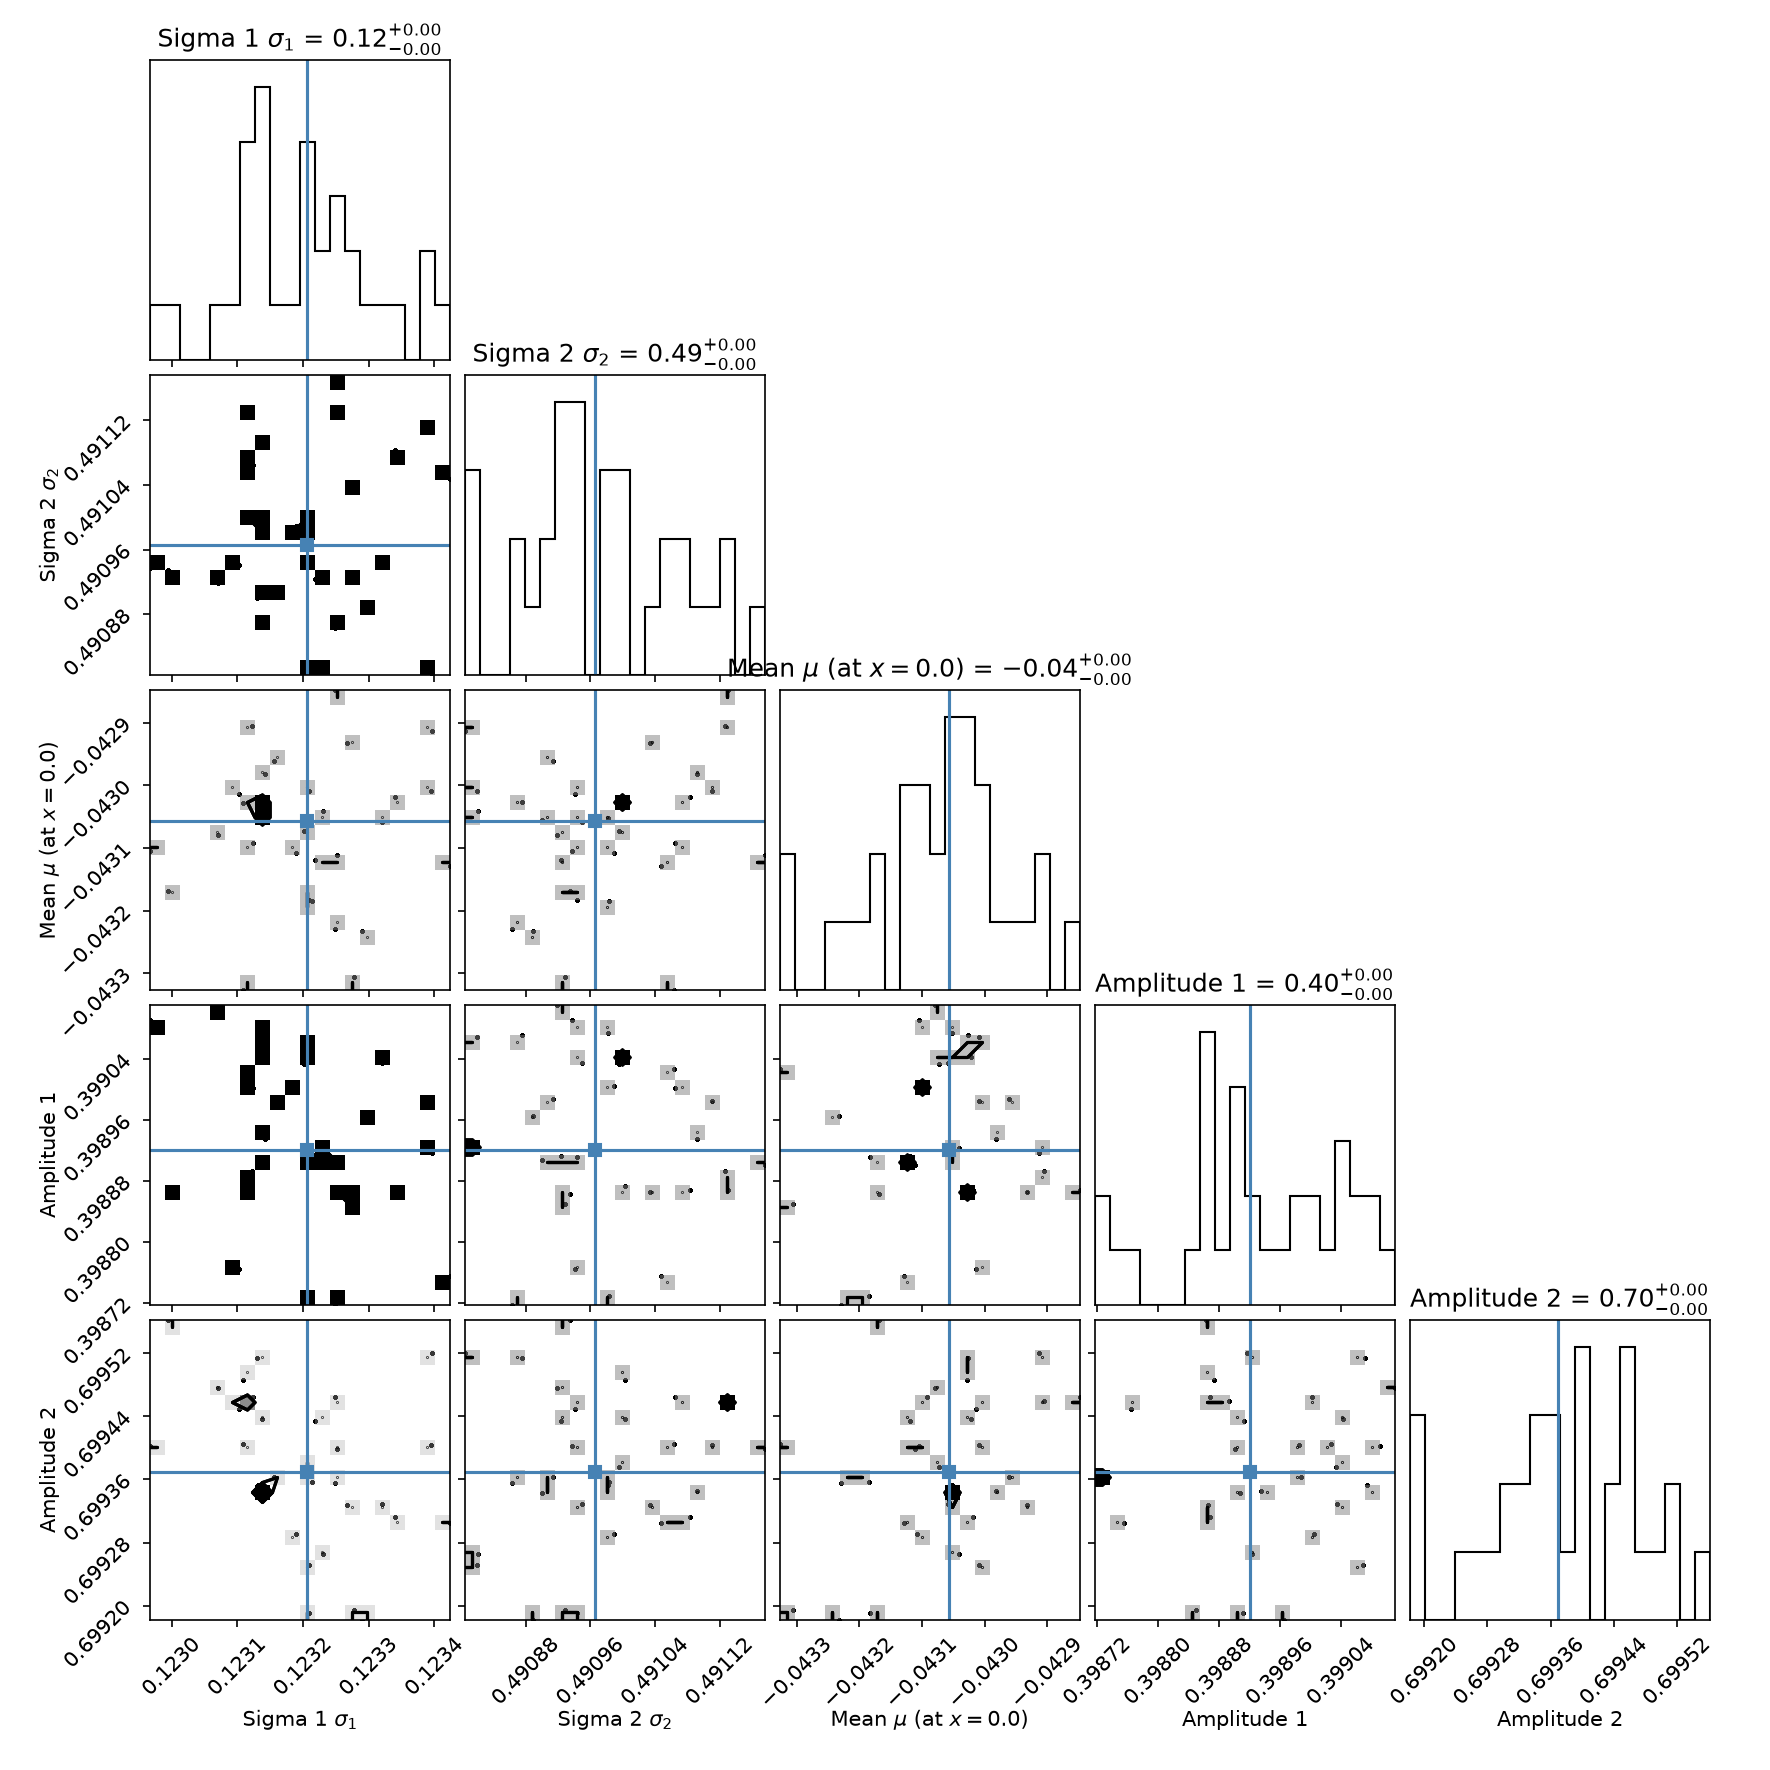 Sigma 1 σ₁ = 0.12+0.00 −0.00
Sigma 2 σ₂ = 0.49+0.00 −0.00
Mean μ (at x = 0.0) = −0.04+0.00 −0.00
Amplitude 1 = 0.40+0.00 −0.00
Amplitude 2 = 0.70+0.00 −0.00
Sigma 2 σ₂
0.49112
0.49104
0.49096
0.49088
Mean μ (at x = 0.0)
−0.0429
−0.0430
−0.0431
−0.0432
−0.0433
Amplitude 1
0.39904
0.39896
0.39888
0.39880
0.39872
Amplitude 2
0.69952
0.69944
0.69936
0.69928
0.69920
0.1230 0.1231 0.1232 0.1233 0.1234
0.49088 0.49096 0.49104 0.49112
−0.0433 −0.0432 −0.0431 −0.0430 −0.0429
0.39872 0.39880 0.39888 0.39896 0.39904
0.69920 0.69928 0.69936 0.69944 0.69952
Sigma 1 σ₁
Sigma 2 σ₂
Mean μ (at x = 0.0)
Amplitude 1
Amplitude 2